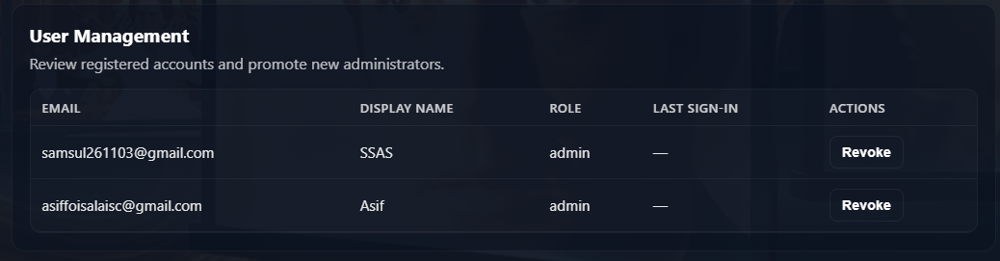 User Management
Review registered accounts and promote new administrators.
EMAIL DISPLAY NAME ROLE LAST SIGN-IN ACTIONS
samsul261103@gmail.com SSAS admin — Revoke
asiffoisalaisc@gmail.com Asif admin — Revoke